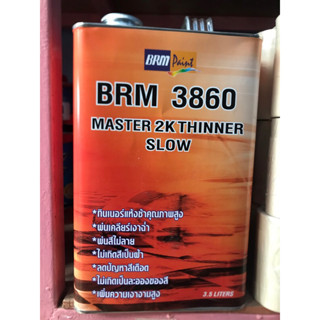 BRM Paint
BRM 3860
MASTER 2K THINNER
SLOW
*ทินเนอร์แห้งช้าคุณภาพสูง
*พ่นเคลียร์เงาฉ่ำ
*พ่นสีไม่ลาย
*ไม่เกิดสีเป็นฝ้า
*ลดปัญหาสีเดือด
*ไม่เกิดเป็นละอองของสี
*เพิ่มความเงางามสูง
3.5 LITERS